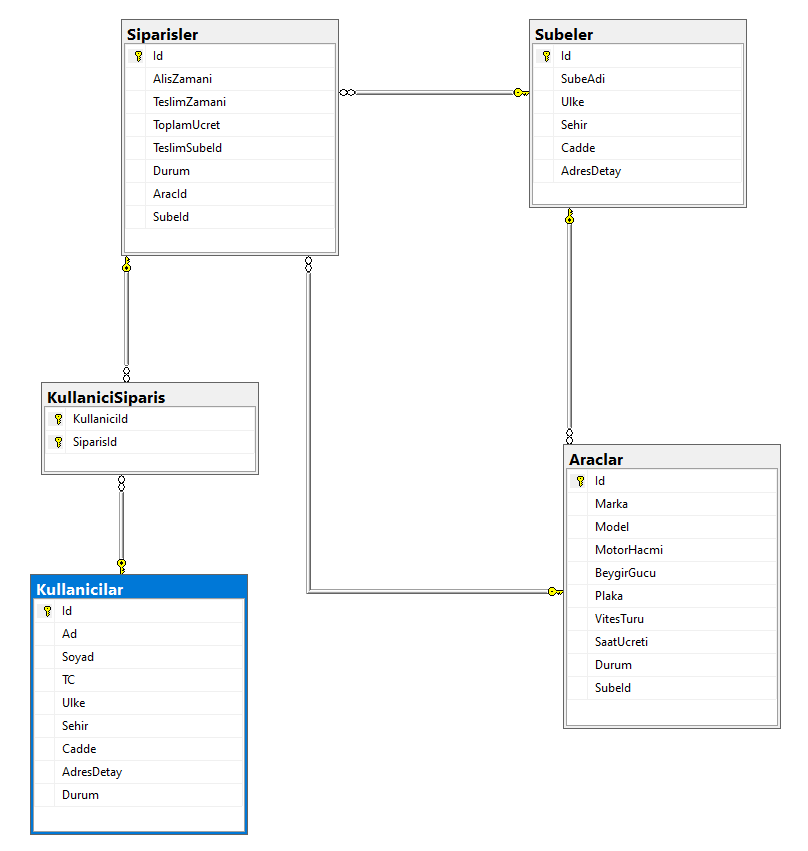 Siparisler
Id
AlisZamani
TeslimZamani
ToplamUcret
TeslimSubeId
Durum
AracId
SubeId
Subeler
Id
SubeAdi
Ulke
Sehir
Cadde
AdresDetay
KullaniciSiparis
KullaniciId
SiparisId
Araclar
Id
Marka
Model
MotorHacmi
BeygirGucu
Plaka
VitesTuru
SaatUcreti
Durum
SubeId
Kullanicilar
Id
Ad
Soyad
TC
Ulke
Sehir
Cadde
AdresDetay
Durum